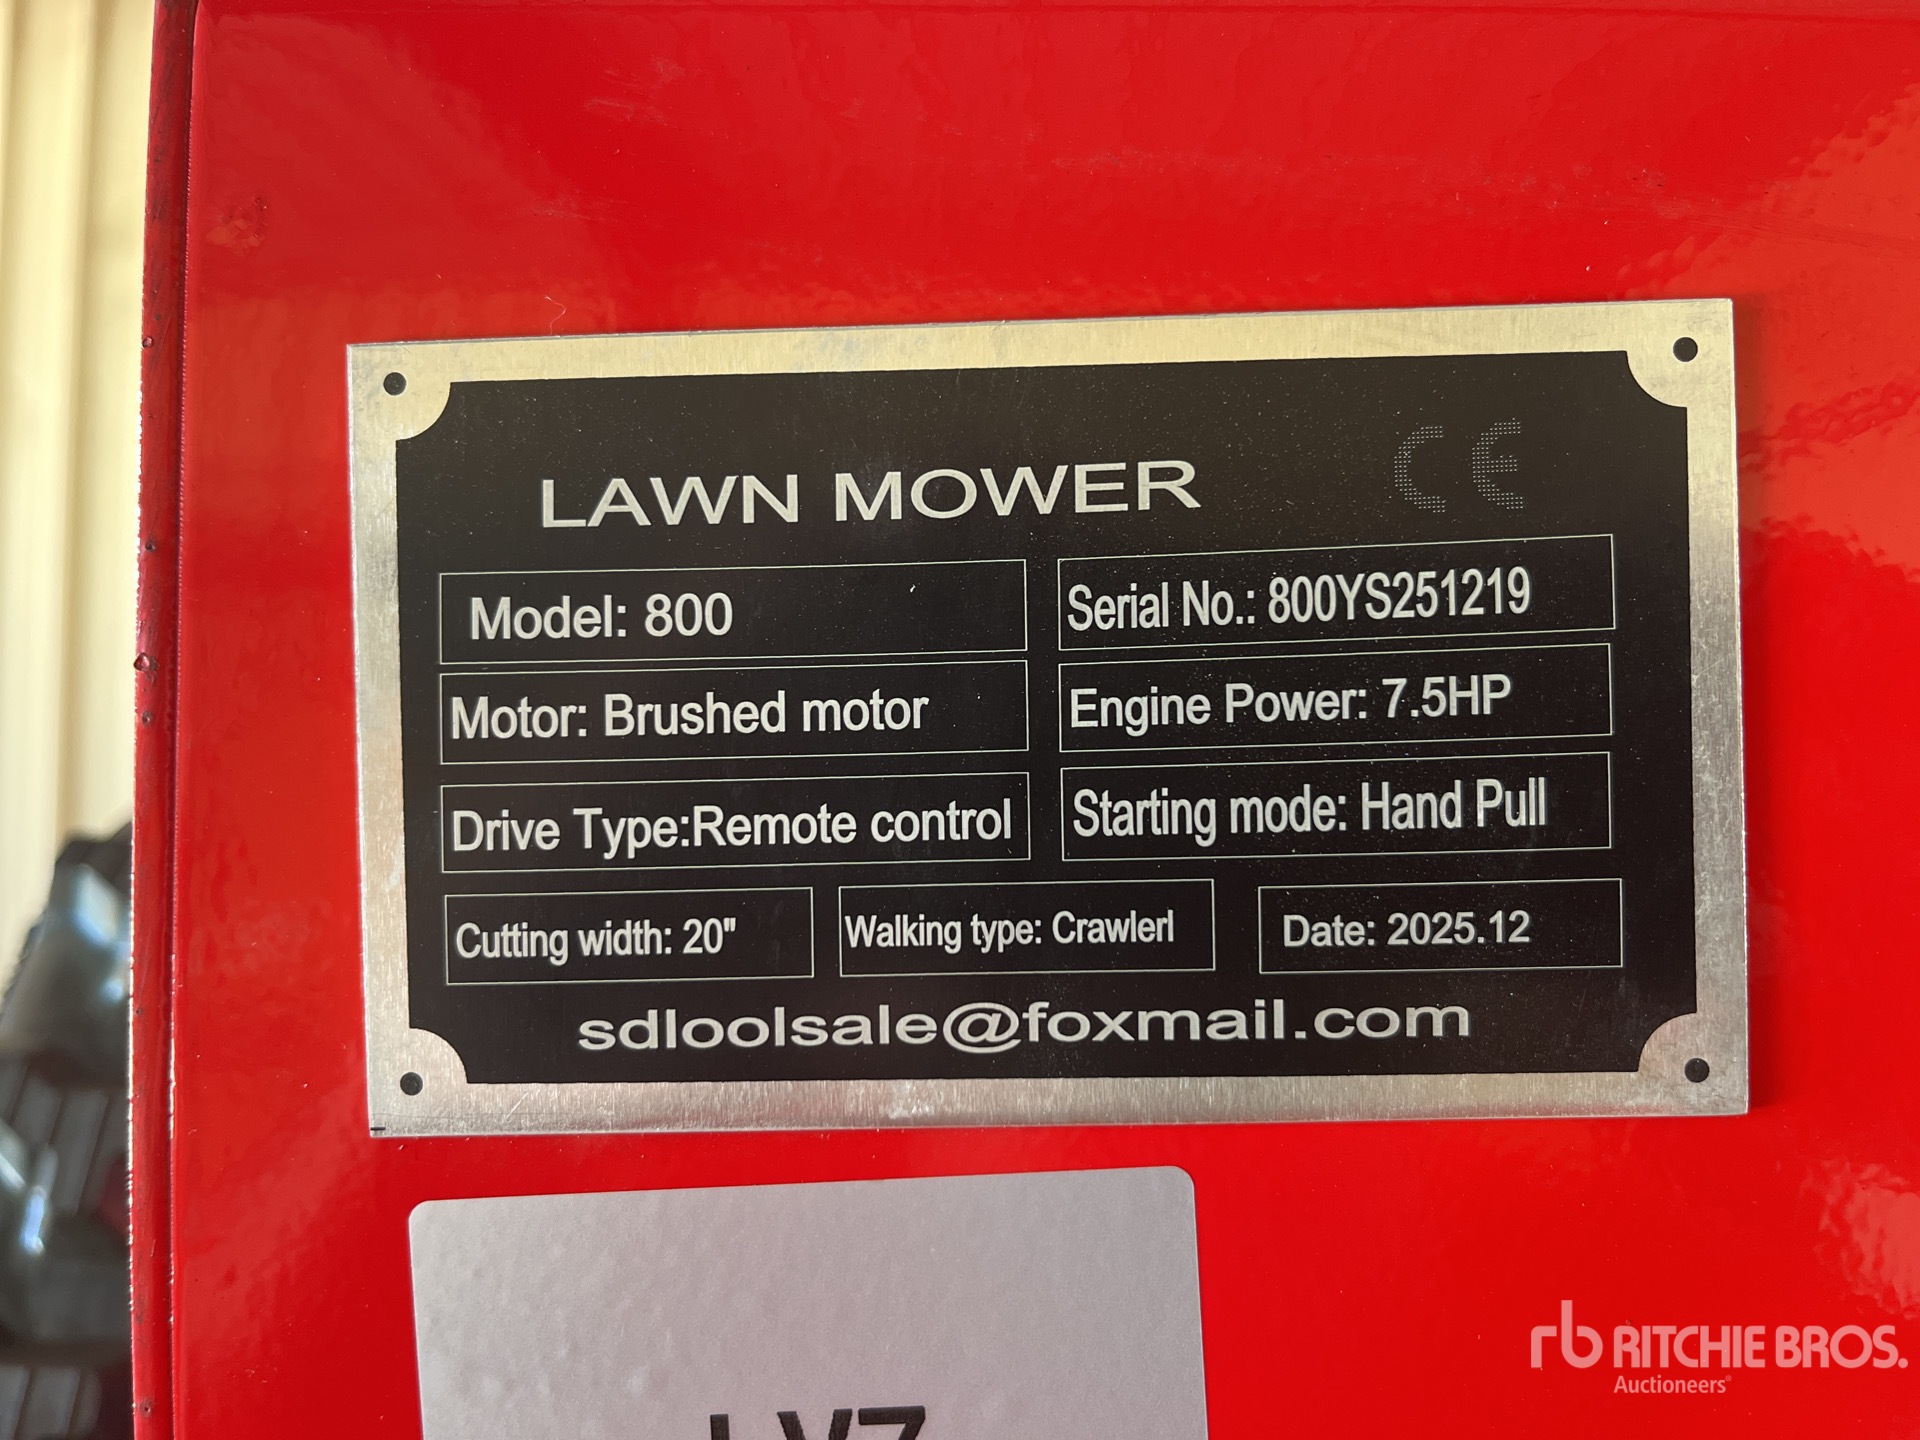 CE
LAWN MOWER
Model: 800
Serial No.: 800YS251219
Motor: Brushed motor
Engine Power: 7.5HP
Drive Type:Remote control
Starting mode: Hand Pull
Cutting width: 20"
Walking type: Crawlerl
Date: 2025.12
sdloolsale@foxmail.com
rb RITCHIE BROS.
Auctioneers